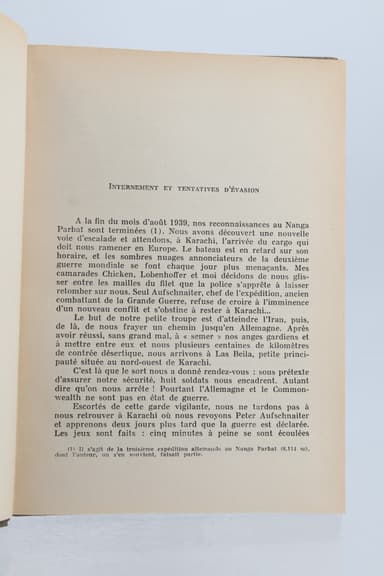 INTERNEMENT ET TENTATIVES D'ÉVASION
A la fin du mois d'août 1939, nos reconnaissances au Nanga
Parbat sont terminées (1). Nous avons découvert une nouvelle
voie d'escalade et attendons, à Karachi, l'arrivée du cargo qui
doit nous ramener en Europe. Le bateau est en retard sur son
horaire, et les sombres nuages annonciateurs de la deuxième
guerre mondiale se font chaque jour plus menaçants. Mes
camarades Chicken, Lobenhoffer et moi décidons de nous glis-
ser entre les mailles du filet que la police s'apprête à laisser
retomber sur nous. Seul Aufschnaiter, chef de l'expédition, ancien
combattant de la Grande Guerre, refuse de croire à l'imminence
d'un nouveau conflit et s'obstine à rester à Karachi...
Le but de notre petite troupe est d'atteindre l'Iran, puis,
de là, de nous frayer un chemin jusqu'en Allemagne. Après
avoir réussi, sans grand mal, à « semer » nos anges gardiens et
à mettre entre eux et nous plusieurs centaines de kilomètres
de contrée désertique, nous arrivons à Las Beila, petite princi-
pauté située au nord-ouest de Karachi.
C'est là que le sort nous a donné rendez-vous : sous prétexte
d'assurer notre sécurité, huit soldats nous encadrent. Autant
dire qu'on nous arrête ! Pourtant l'Allemagne et le Common-
wealth ne sont pas en état de guerre.
Escortés de cette garde vigilante, nous ne tardons pas à
nous retrouver à Karachi où nous revoyons Peter Aufschnaiter
et apprenons deux jours plus tard que la guerre est déclarée.
Les jeux sont faits : cinq minutes à peine se sont écoulées
(1) Il s'agit de la troisième expédition allemande au Nanga Parbat (8.114 m),
dont l'auteur, on s'en souvient, faisait partie.